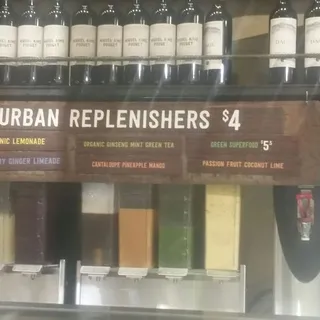 URBAN REPLENISHERS $4
NIC LEMONADE
ORGANIC GINSENG MINT GREEN TEA
GREEN SUPERFOOD $5
GINGER LIMEADE
CANTALOUPE PINEAPPLE MANGO
PASSION FRUIT COCONUT LIME